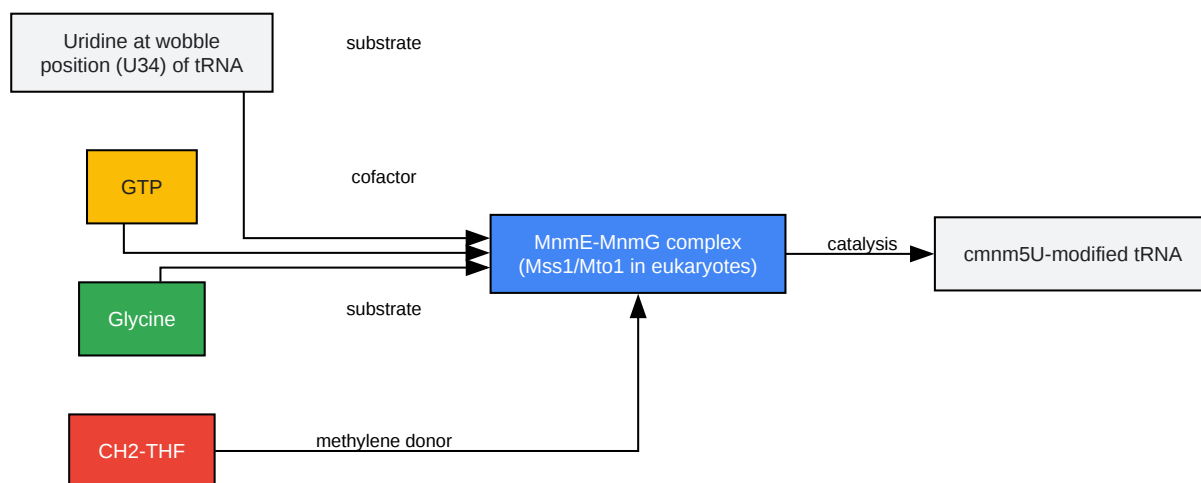 Uridine at wobble
position (U34) of tRNA
substrate
GTP
cofactor
MnmE-MnmG complex
(Mss1/Mto1 in eukaryotes)
catalysis
cmnm5U-modified tRNA
Glycine
substrate
CH2-THF
methylene donor